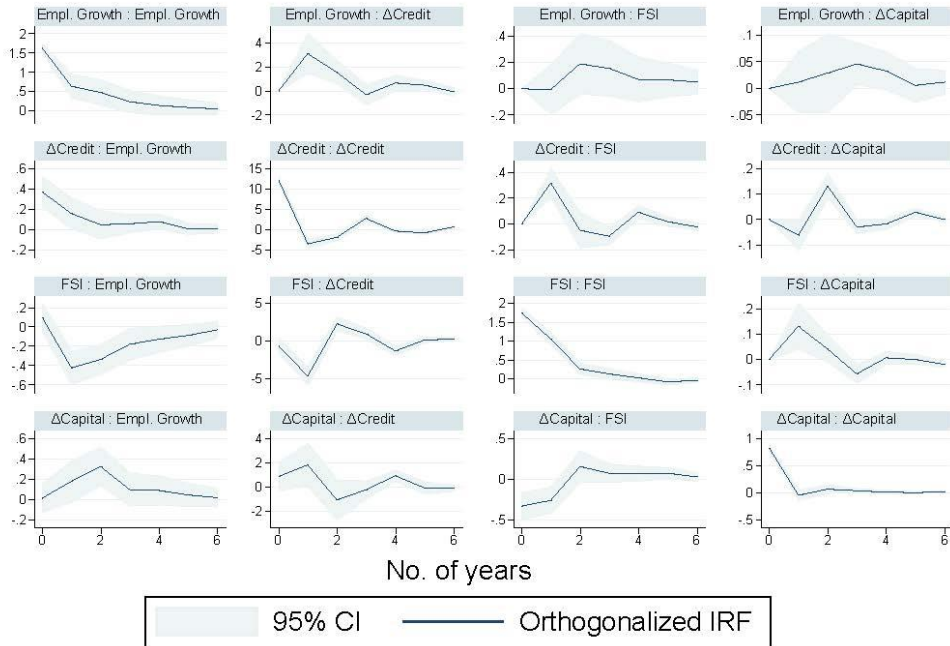 Empl. Growth : Empl. Growth
2
1.5
1
.5
0
Empl. Growth : ΔCredit
4
2
0
-2
Empl. Growth : FSI
.4
.2
0
-.2
Empl. Growth : ΔCapital
.1
.05
0
-.05
ΔCredit : Empl. Growth
.6
.4
.2
0
-.2
ΔCredit : ΔCredit
15
10
5
0
-5
ΔCredit : FSI
.4
.2
0
-.2
ΔCredit : ΔCapital
.2
.1
0
-.1
FSI : Empl. Growth
.2
0
-.2
-.4
-.6
FSI : ΔCredit
5
0
-5
FSI : FSI
2
1.5
1
.5
0
FSI : ΔCapital
.2
.1
0
-.1
ΔCapital : Empl. Growth
.6
.4
.2
0
-.2
0 2 4 6
ΔCapital : ΔCredit
4
2
0
-2
0 2 4 6
ΔCapital : FSI
.5
0
-.5
0 2 4 6
ΔCapital : ΔCapital
1
.5
0
-.5
0 2 4 6
No. of years
95% CI
Orthogonalized IRF